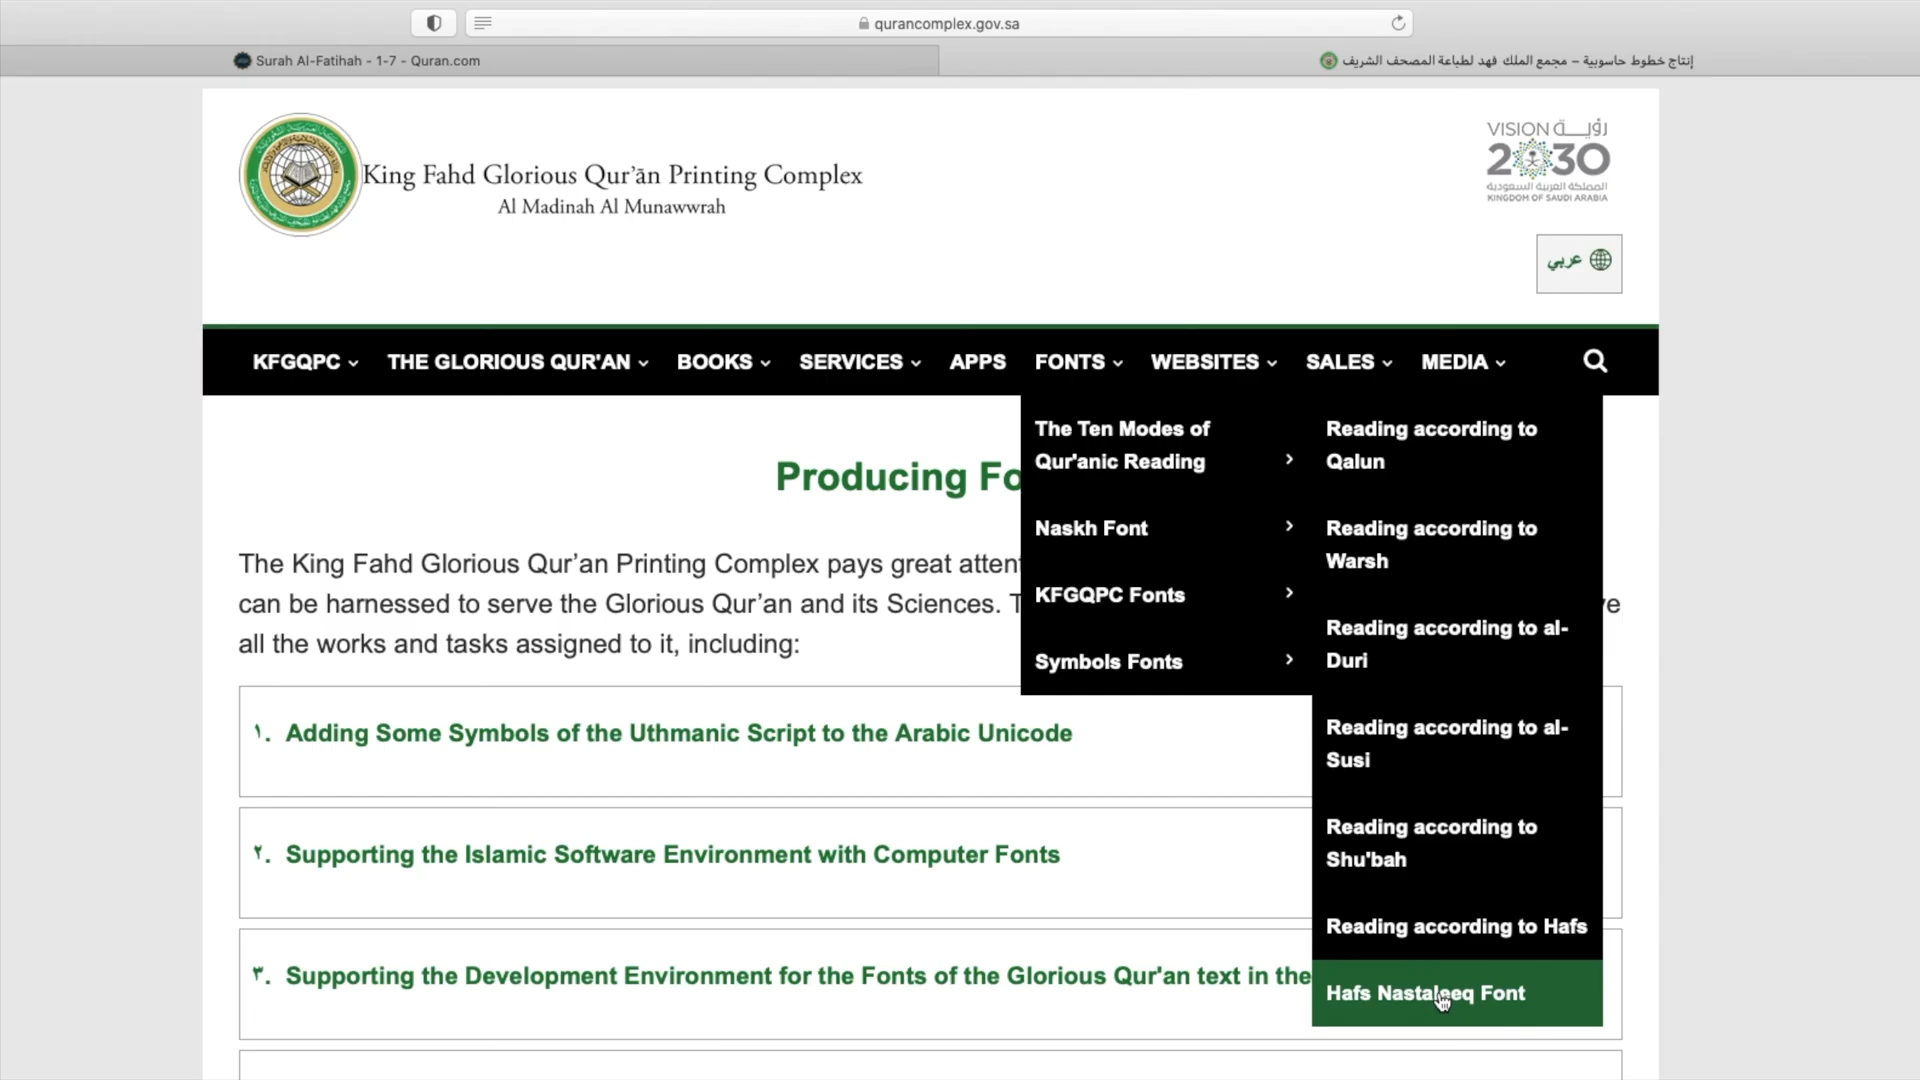 qurancomplex.gov.sa
Surah Al-Fatihah - 1-7 - Quran.com
إنتاج خطوط حاسوبية – مجمع الملك فهد لطباعة المصحف الشريف
King Fahd Glorious Qur’ān Printing Complex
Al Madinah Al Munawwrah
VISION رؤيـــة
2030
المملكة العربية السعودية
KINGDOM OF SAUDI ARABIA
عربي
KFGQPC THE GLORIOUS QUR'AN BOOKS SERVICES APPS FONTS WEBSITES SALES MEDIA
The Ten Modes of
Qur'anic Reading
Naskh Font
KFGQPC Fonts
Symbols Fonts
Reading according to
Qalun
Reading according to
Warsh
Reading according to al-
Duri
Reading according to al-
Susi
Reading according to
Shu'bah
Reading according to Hafs
Hafs Nastaleeq Font
Producing Fo
The King Fahd Glorious Qur’an Printing Complex pays great attent
can be harnessed to serve the Glorious Qur’an and its Sciences. T
all the works and tasks assigned to it, including:
١. Adding Some Symbols of the Uthmanic Script to the Arabic Unicode
٢. Supporting the Islamic Software Environment with Computer Fonts
٣. Supporting the Development Environment for the Fonts of the Glorious Qur'an text in the